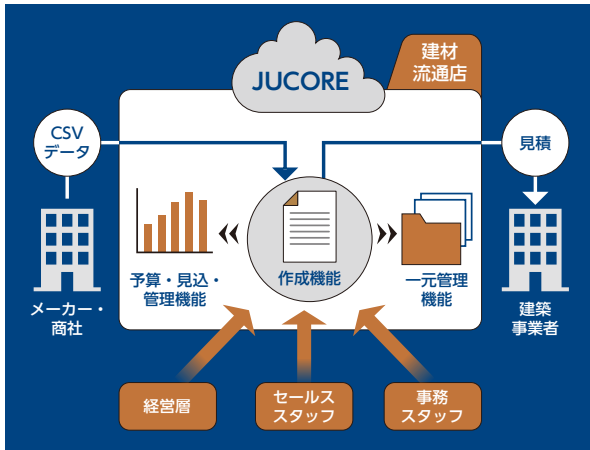 JUCORE
建材
流通店
CSV
データ
見積
予算・見込・
管理機能
作成機能
一元管理
機能
メーカー・
商社
建築
事業者
経営層
セールス
スタッフ
事務
スタッフ